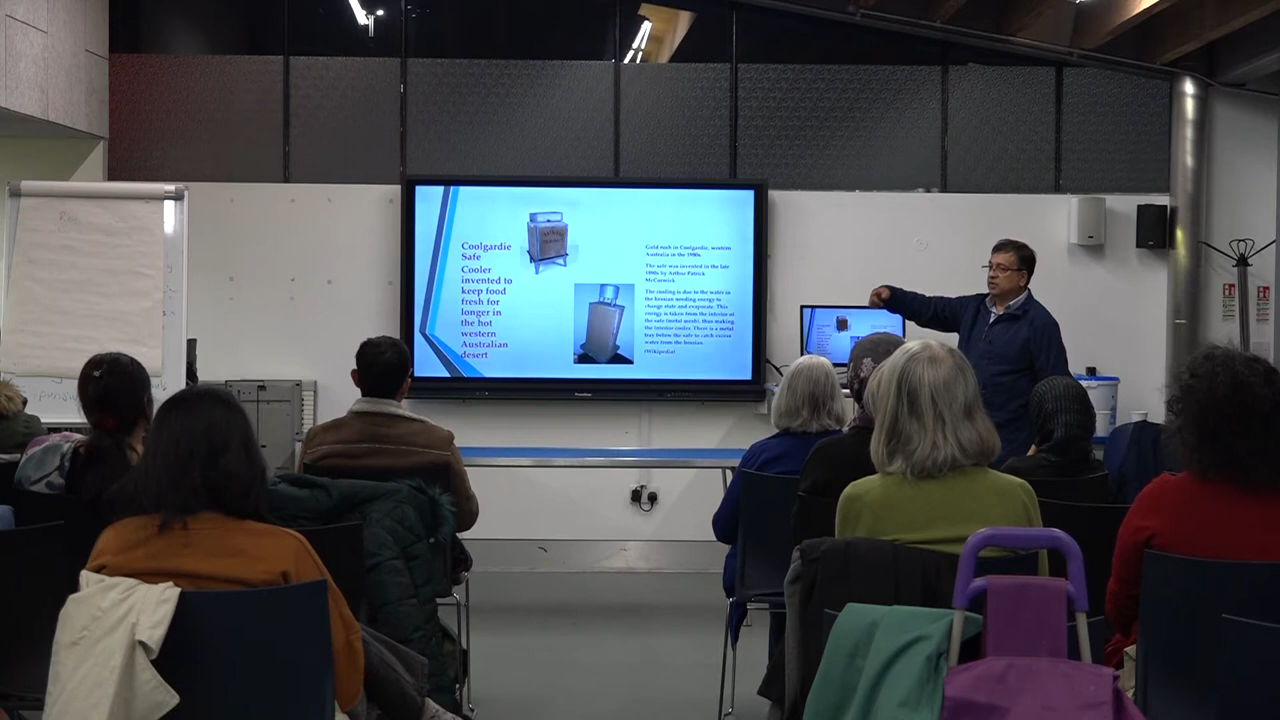 Coolgardie
Safe
Cooler
invented to
keep food
fresh for
longer in
the hot
western
Australian
desert
Gold rush in Coolgardie, western
Australia in the 1980s.
The safe was invented in the late
1890s by Arthur Patrick
McCormick
The cooling is due to the water in
the hessian needing energy to
change state and evaporate. This
energy is taken from the interior of
the safe (metal mesh), thus making
the interior cooler. There is a metal
tray below the safe to catch excess
water from the hessian.
(Wikipedia)